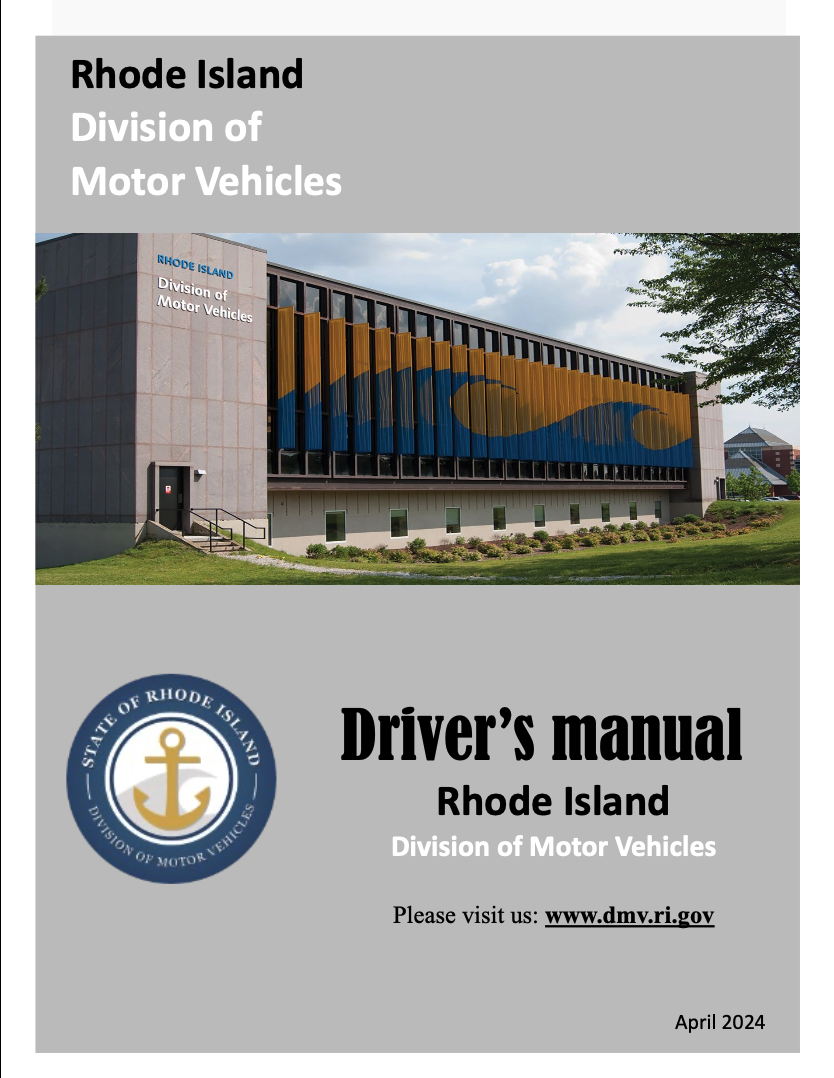 Rhode Island
Division of
Motor Vehicles
RHODE ISLAND
Division of
Motor Vehicles
STATE OF RHODE ISLAND
DIVISION OF MOTOR VEHICLES
Driver's manual
Rhode Island
Division of Motor Vehicles
Please visit us: www.dmv.ri.gov
April 2024